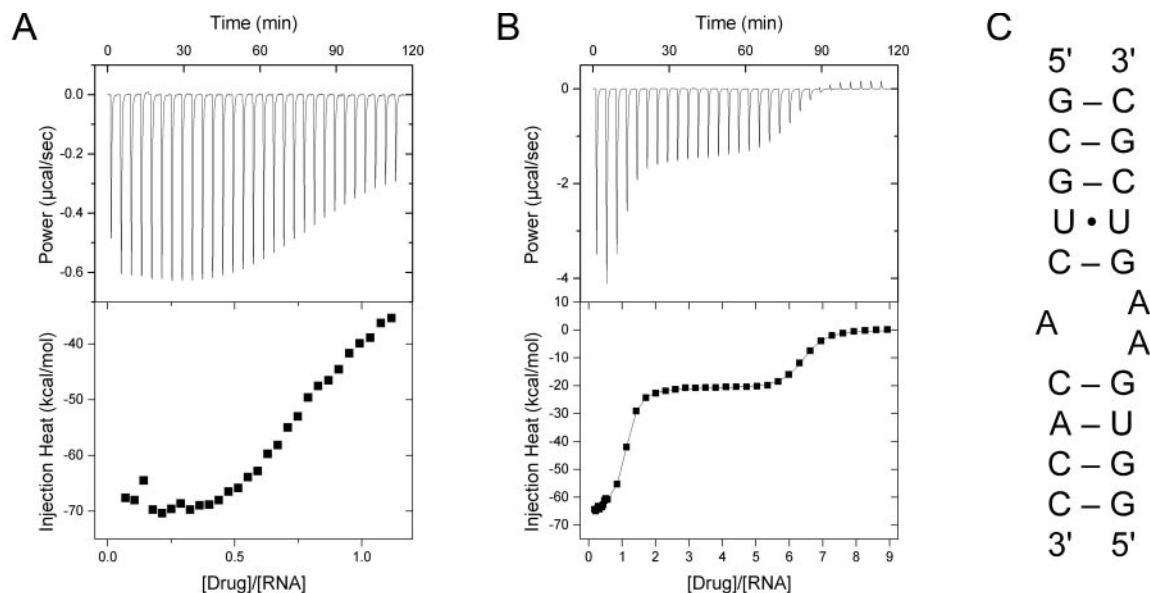 A
Time (min)
0 30 60 90 120
0.0
-0.2
-0.4
-0.6
Power (µcal/sec)
-40
-50
-60
-70
Injection Heat (kcal/mol)
0.0 0.5 1.0
[Drug]/[RNA]
B
Time (min)
0 30 60 90 120
0
-2
-4
Power (µcal/sec)
10
0
-10
-20
-30
-40
-50
-60
-70
Injection Heat (kcal/mol)
0 1 2 3 4 5 6 7 8 9
[Drug]/[RNA]
C
5' 3'
G – C
C – G
G – C
U • U
C – G
A
A
A
C – G
A – U
C – G
C – G
3' 5'